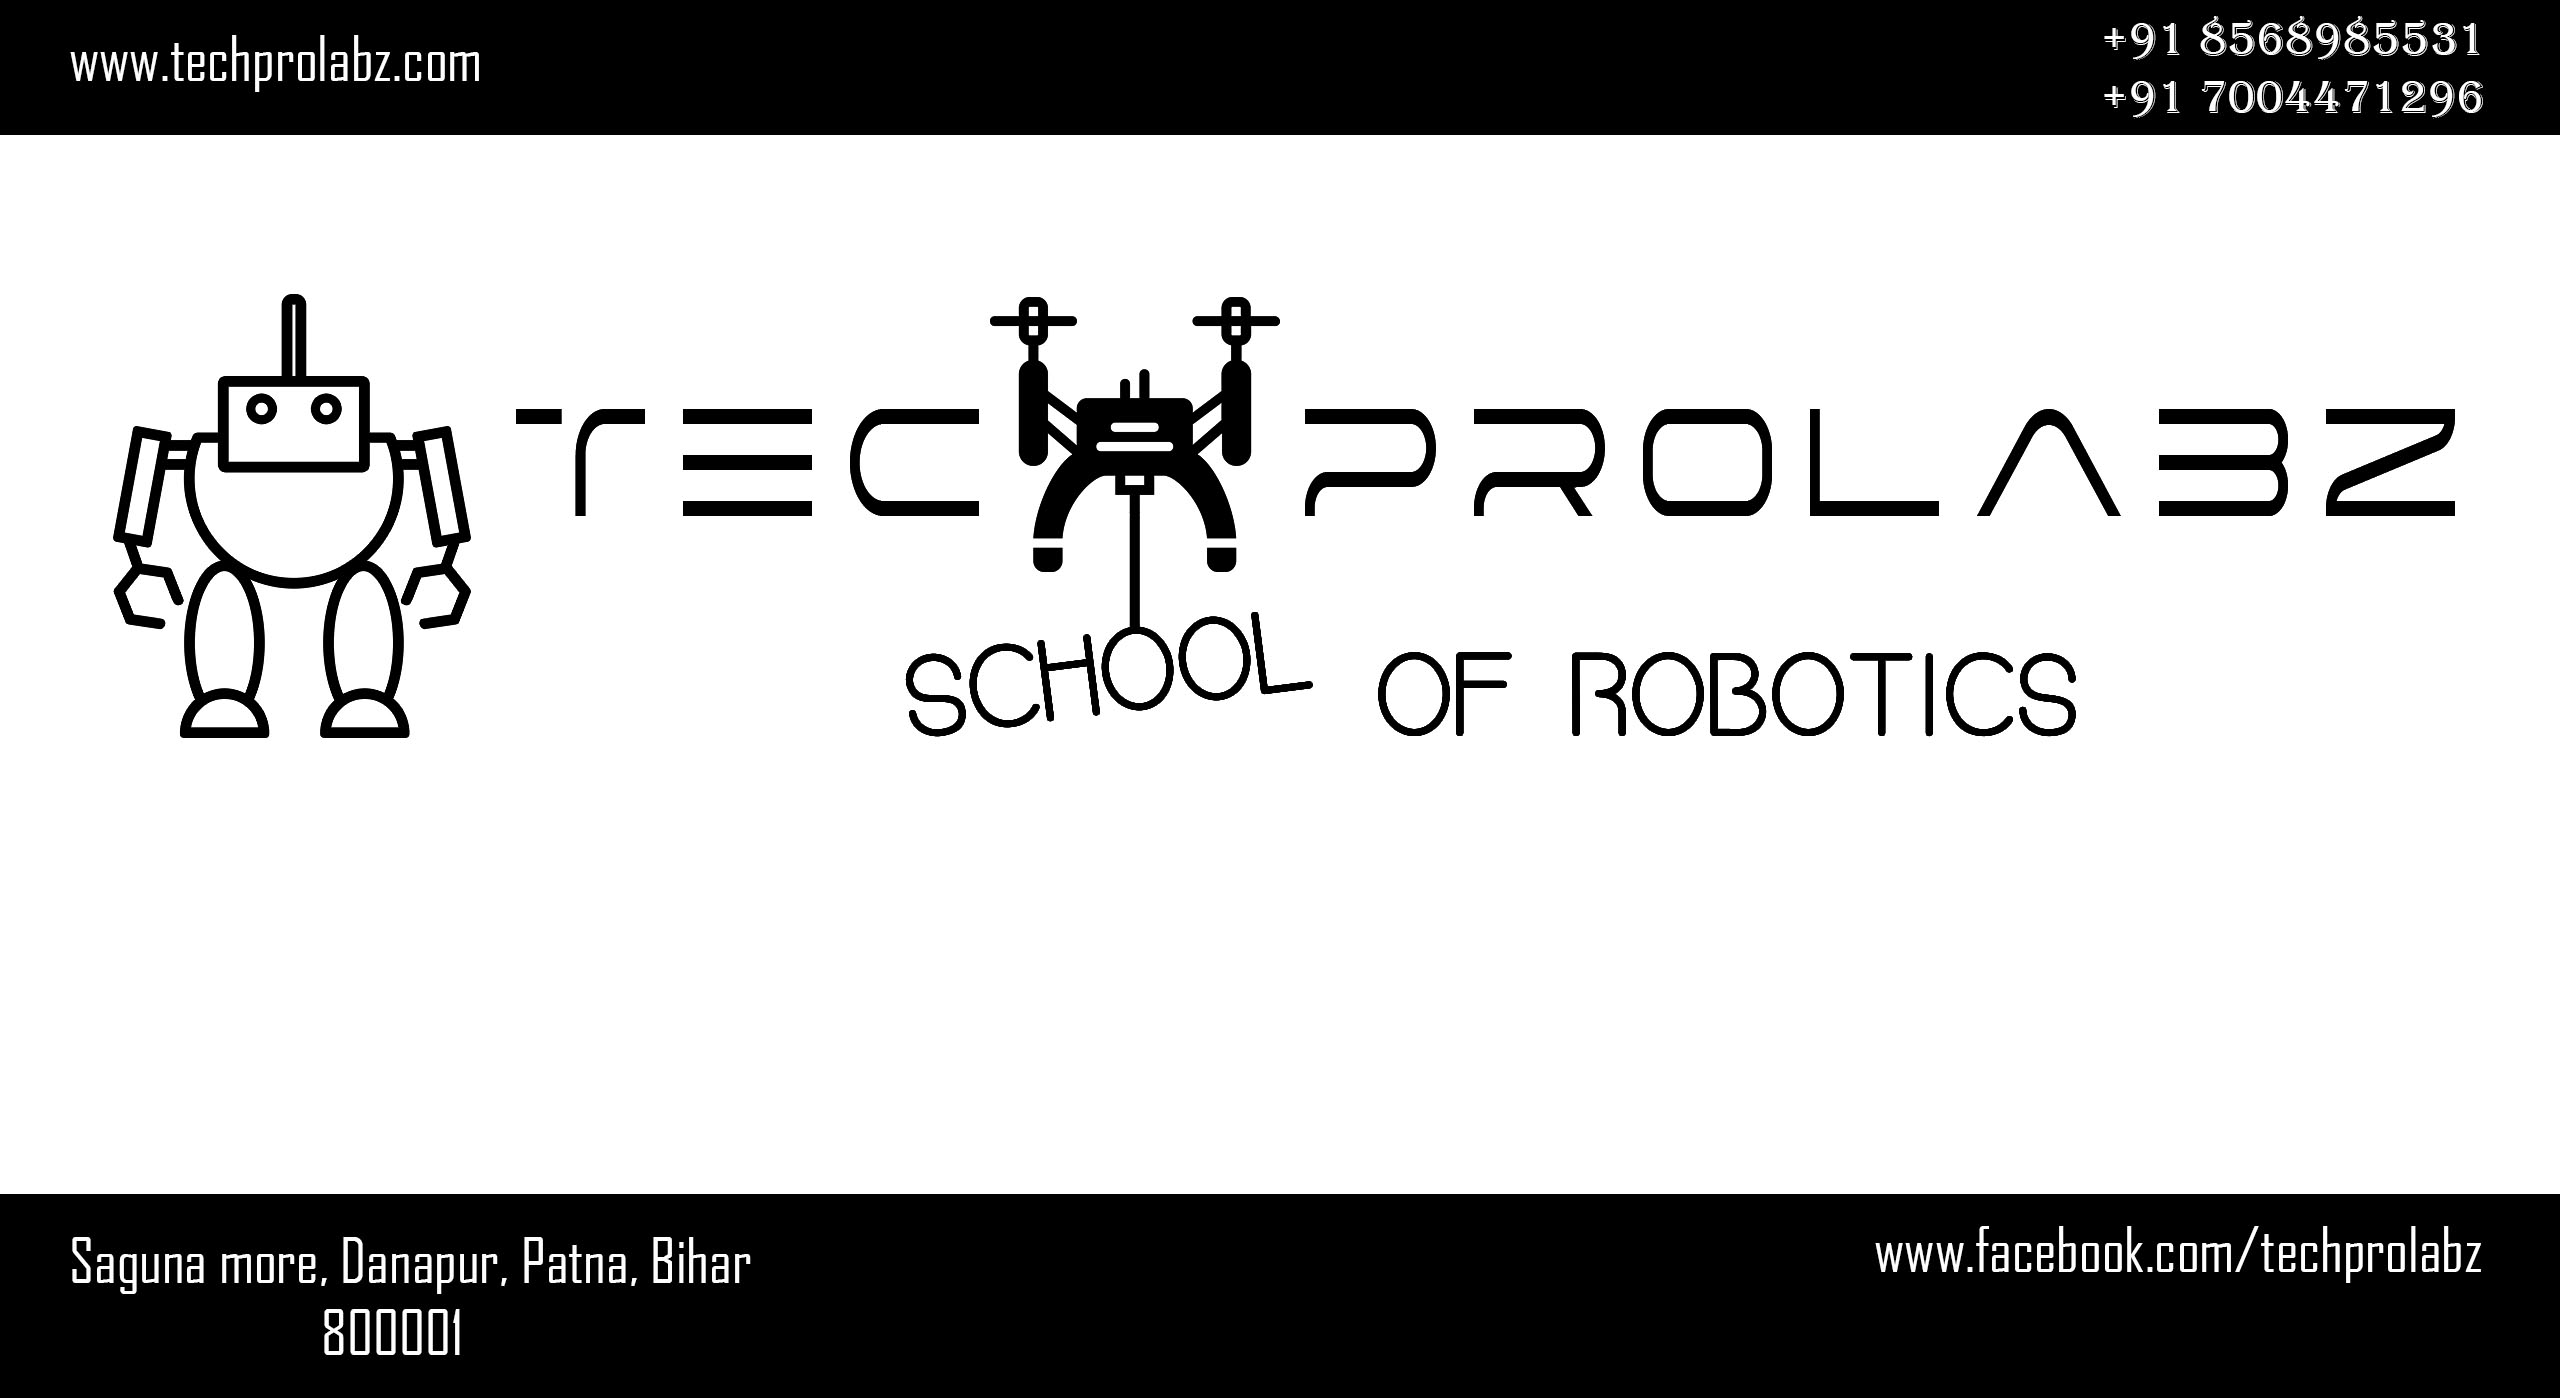 www.techprolabz.com
+91 8568985531
+91 7004471296
TECHPROLABZ
SCHOOL OF ROBOTICS
Saguna more, Danapur, Patna, Bihar
800001
www.facebook.com/techprolabz